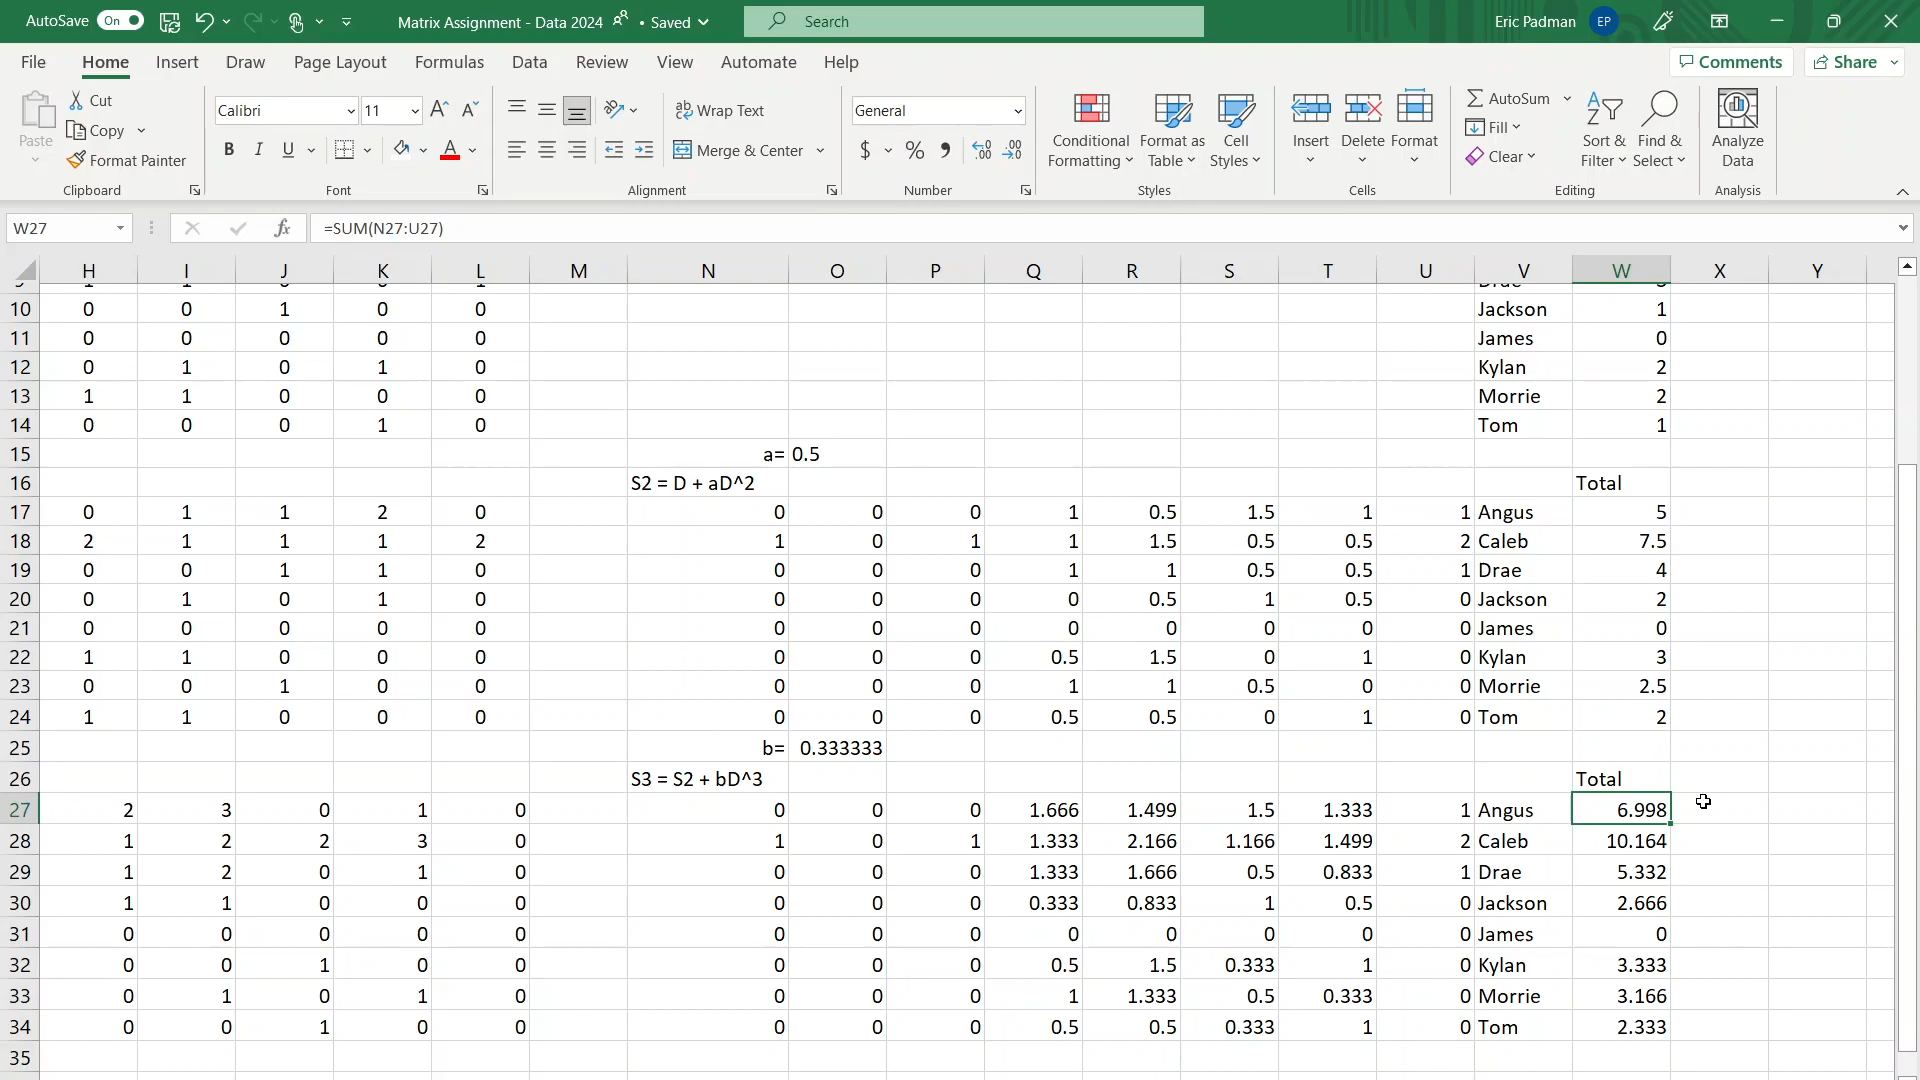 AutoSave On Matrix Assignment - Data 2024 • Saved Search Eric Padman EP
File Home Insert Draw Page Layout Formulas Data Review View Automate Help Comments Share
Paste Cut Copy Format Painter Clipboard
Calibri 11 A A B I U A Font
Wrap Text Merge & Center Alignment
General $ % , Number
Conditional Formatting Format as Table Cell Styles Styles
Insert Delete Format Cells
AutoSum Fill Clear Sort & Filter Find & Select Editing
Analyze Data Analysis
W27 fx =SUM(N27:U27)
H I J K L M N O P Q R S T U V W X Y
10 0 0 1 0 0 Jackson 1
11 0 0 0 0 0 James 0
12 0 1 0 1 0 Kylan 2
13 1 1 0 0 0 Morrie 2
14 0 0 0 1 0 Tom 1
15 a= 0.5
16 S2 = D + aD^2 Total
17 0 1 1 2 0 0 0 0 1 0.5 1.5 1 1 Angus 5
18 2 1 1 1 2 1 0 1 1 1.5 0.5 0.5 2 Caleb 7.5
19 0 0 1 1 0 0 0 0 1 1 0.5 0.5 1 Drae 4
20 0 1 0 1 0 0 0 0 0 0.5 1 0.5 0 Jackson 2
21 0 0 0 0 0 0 0 0 0 0 0 0 0 James 0
22 1 1 0 0 0 0 0 0 0.5 1.5 0 1 0 Kylan 3
23 0 0 1 0 0 0 0 0 1 1 0.5 0 0 Morrie 2.5
24 1 1 0 0 0 0 0 0 0.5 0.5 0 1 0 Tom 2
25 b= 0.333333
26 S3 = S2 + bD^3 Total
27 2 3 0 1 0 0 0 0 1.666 1.499 1.5 1.333 1 Angus 6.998
28 1 2 2 3 0 1 0 1 1.333 2.166 1.166 1.499 2 Caleb 10.164
29 1 2 0 1 0 0 0 0 1.333 1.666 0.5 0.833 1 Drae 5.332
30 1 1 0 0 0 0 0 0 0.333 0.833 1 0.5 0 Jackson 2.666
31 0 0 0 0 0 0 0 0 0 0 0 0 0 James 0
32 0 0 1 0 0 0 0 0 0.5 1.5 0.333 1 0 Kylan 3.333
33 0 1 0 1 0 0 0 0 1 1.333 0.5 0.333 0 Morrie 3.166
34 0 0 1 0 0 0 0 0 0.5 0.5 0.333 1 0 Tom 2.333
35